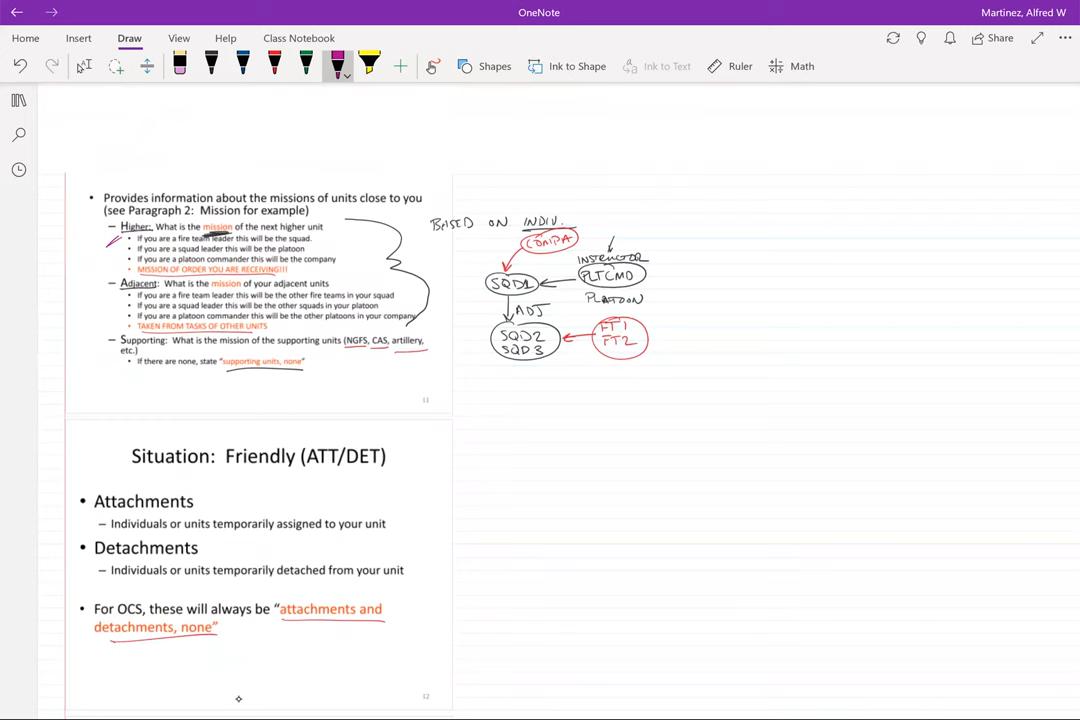 OneNote
Martinez, Alfred W
Home Insert Draw View Help Class Notebook
Share
Shapes Ink to Shape Ink to Text Ruler Math
• Provides information about the missions of units close to you
(see Paragraph 2: Mission for example)
– Higher: What is the mission of the next higher unit
• If you are a fire team leader this will be the squad.
• If you are a squad leader this will be the platoon
• If you are a platoon commander this will be the company
• MISSION OF ORDER YOU ARE RECEIVING!!!
– Adjacent: What is the mission of your adjacent units
• If you are a fire team leader this will be the other fire teams in your squad
• If you are a squad leader this will be the other squads in your platoon
• If you are a platoon commander this will be the other platoons in your company
• TAKEN FROM TASKS OF OTHER UNITS
– Supporting: What is the mission of the supporting units (NGFS, CAS, artillery,
etc.)
• If there are none, state "supporting units, none"
11
BASED ON INDIV.
INSTRUCTOR
SQD1
PLTCMD
PLATOON
ADJ
SQD2
SQD3
FT1
FT2
Situation: Friendly (ATT/DET)
• Attachments
– Individuals or units temporarily assigned to your unit
• Detachments
– Individuals or units temporarily detached from your unit
• For OCS, these will always be "attachments and
detachments, none"
12